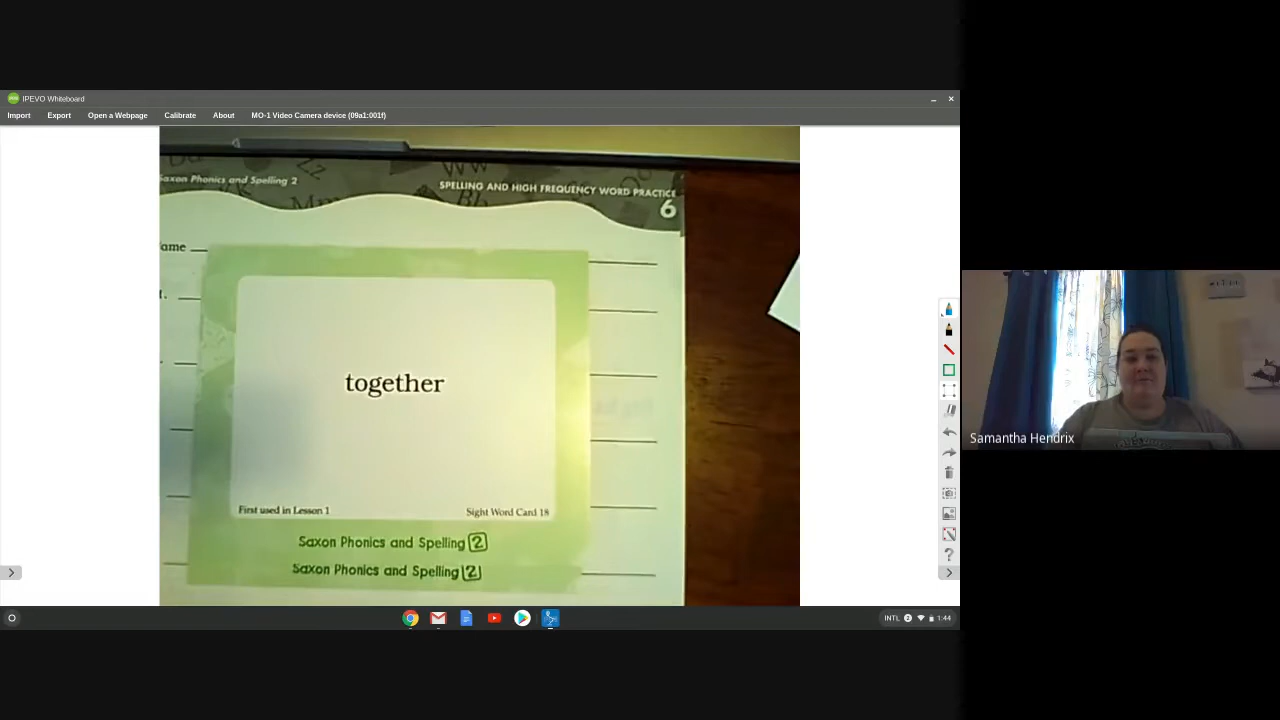 IPEVO Whiteboard
Import Export Open a Webpage Calibrate About MO-1 Video Camera device (09a1:001f)
Saxon Phonics and Spelling 2
SPELLING AND HIGH FREQUENCY WORD PRACTICE
6
ame
together
First used in Lesson 1 Sight Word Card 18
Saxon Phonics and Spelling 2
Saxon Phonics and Spelling 2
Samantha Hendrix
INTL 2 1:44